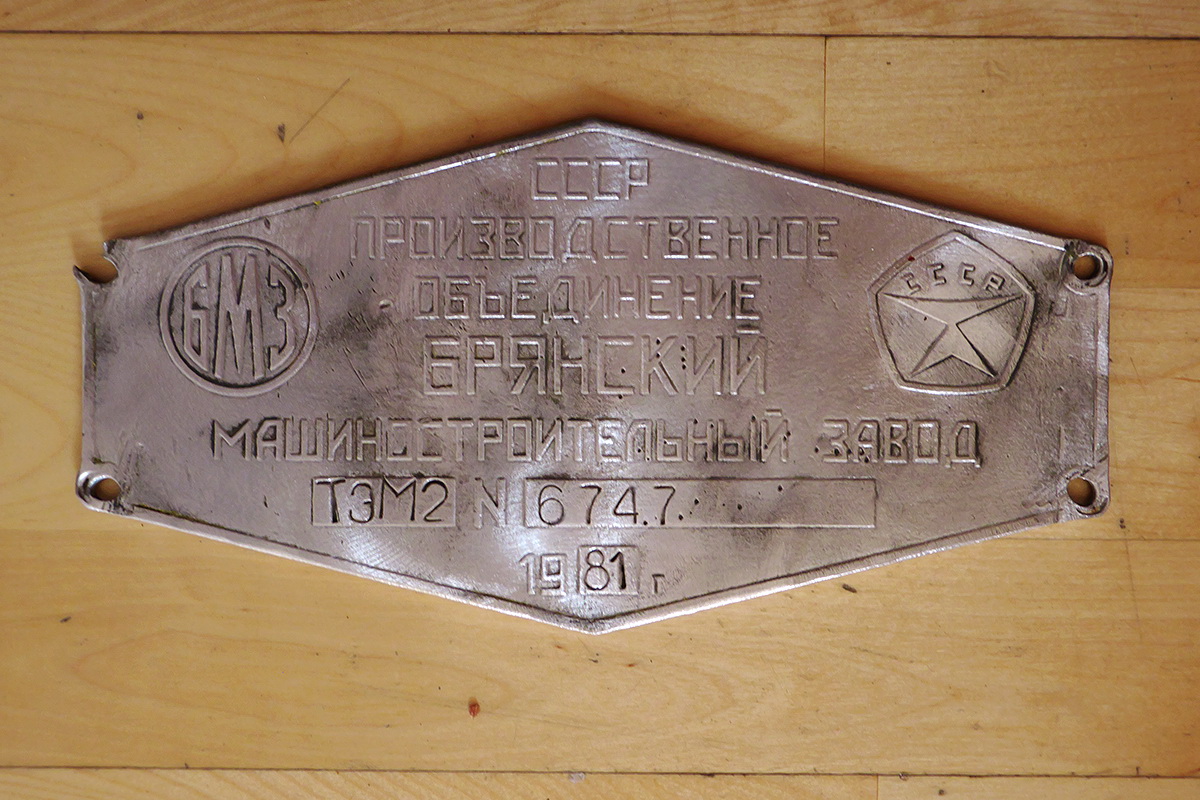 СССР
ПРОИЗВОДСТВЕННОЕ
ОБЪЕДИНЕНИЕ
БРЯНСКИЙ
МАШИНОСТРОИТЕЛЬНЫЙ ЗАВОД
ТЭМ2 N 6747
1981 г
БМЗ
СССР